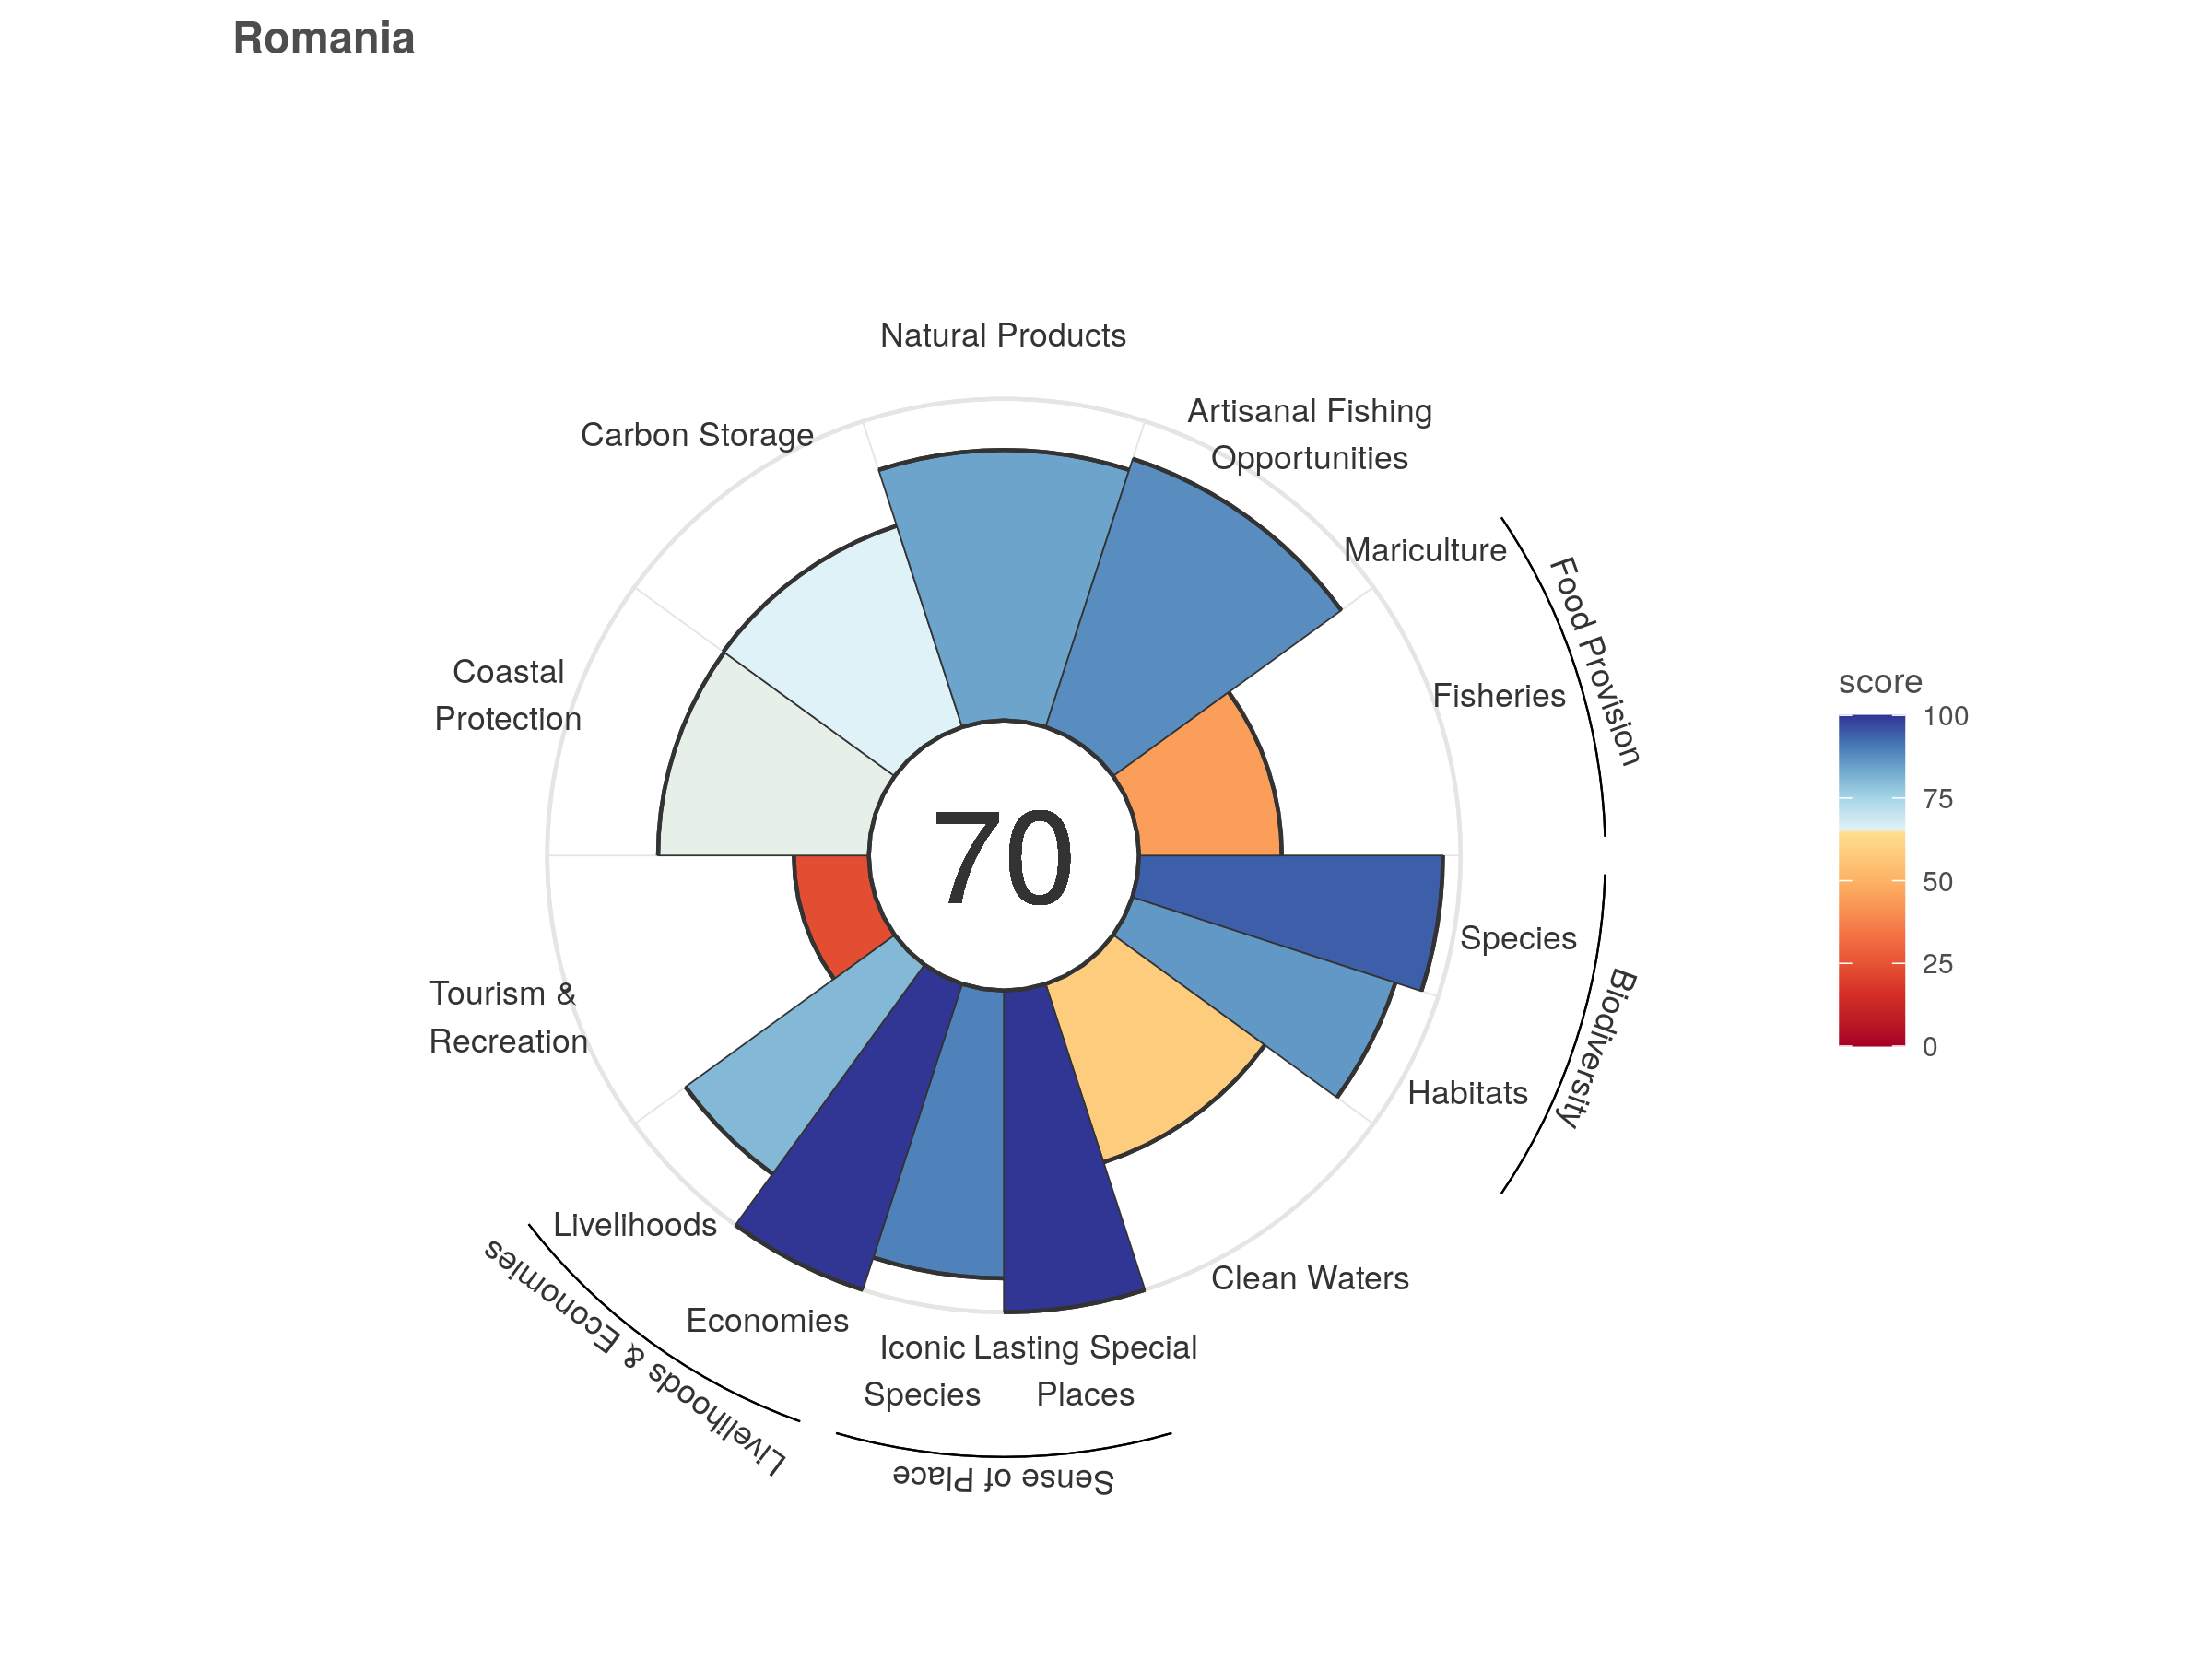 Romania
Natural Products
Artisanal Fishing
Opportunities
Carbon Storage
Mariculture
Food Provision
Fisheries
Coastal
Protection
score
100
75
50
25
0
70
Species
Biodiversity
Habitats
Tourism &
Recreation
Livelihoods
Clean Waters
Economies
Livelihoods & Economies
Iconic
Species
Lasting Special
Places
Sense of Place